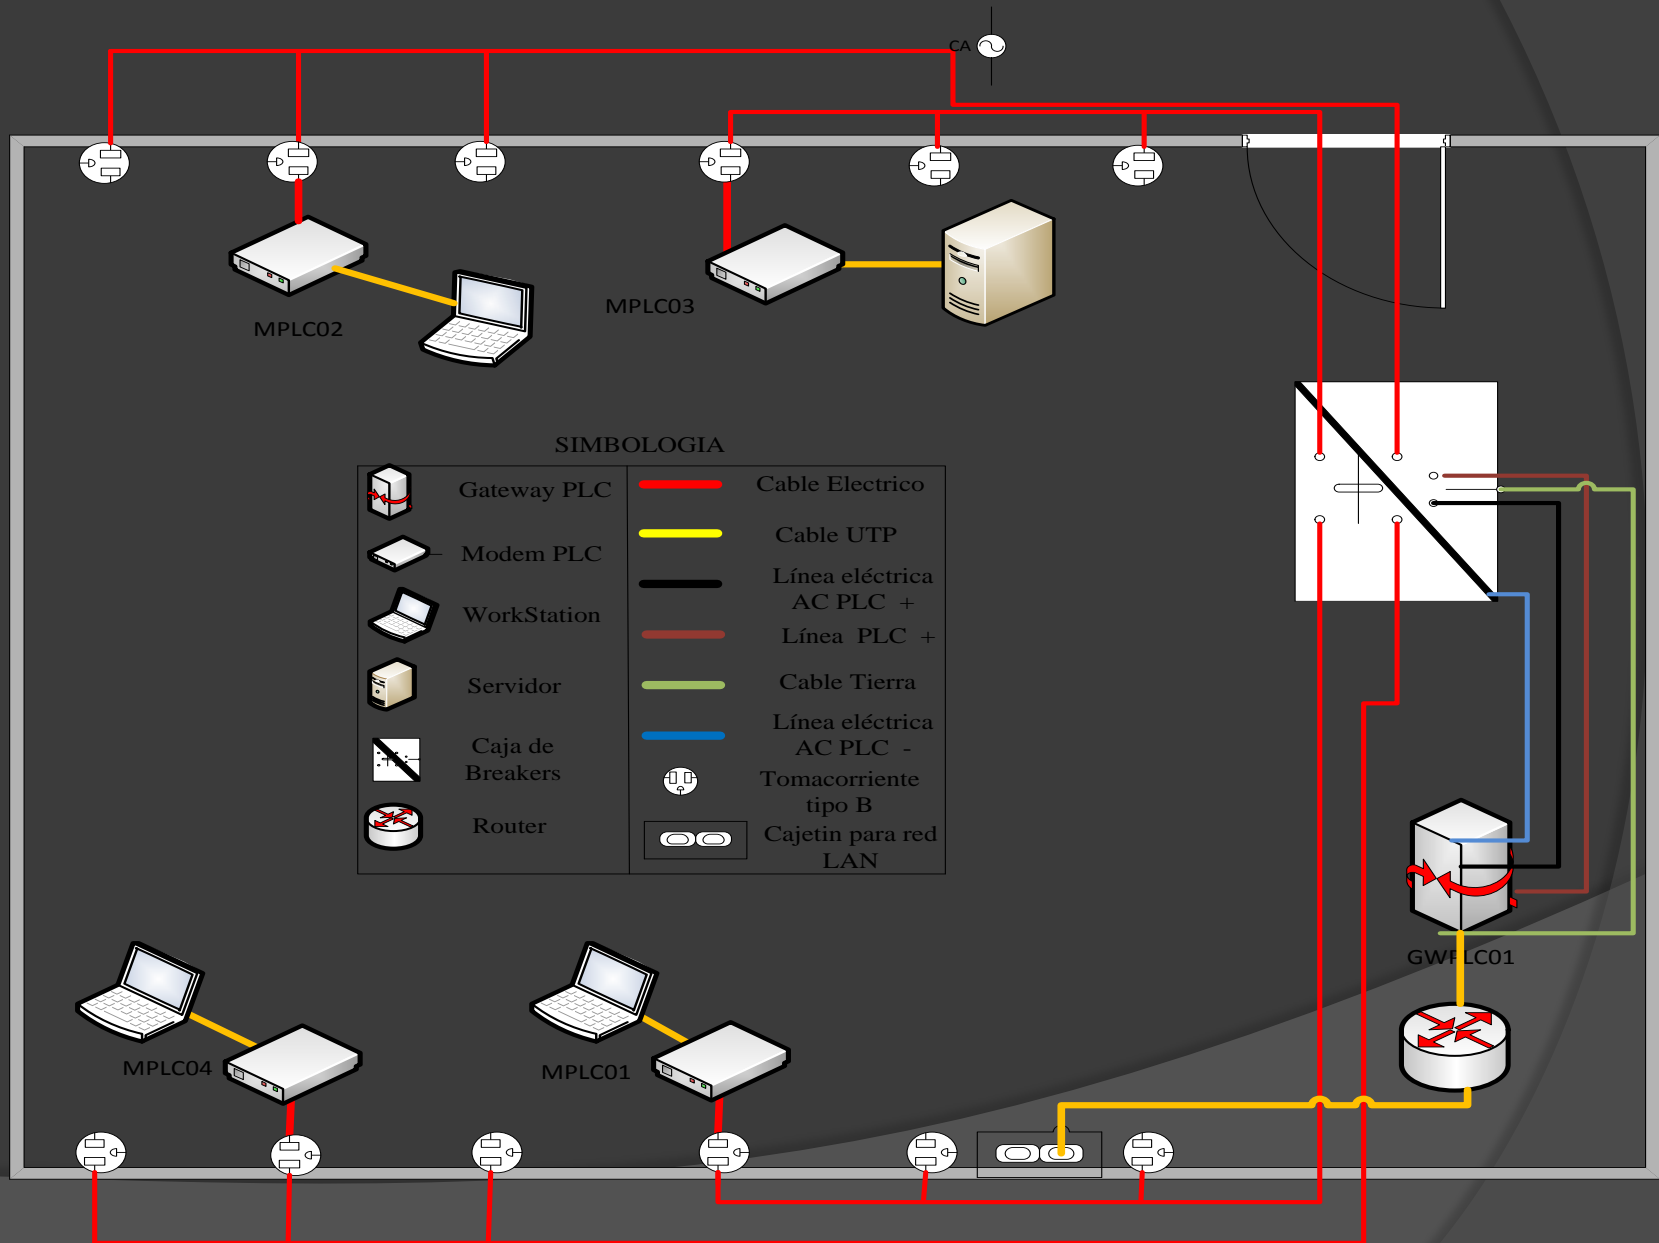 CA
MPLC02
MPLC03
SIMBOLOGIA
Gateway PLC
Modem PLC
WorkStation
Servidor
Caja de
Breakers
Router
Cable Electrico
Cable UTP
Línea eléctrica
AC PLC +
Línea PLC +
Cable Tierra
Línea eléctrica
AC PLC -
Tomacorriente
tipo B
Cajetin para red
LAN
GWPLC01
MPLC04
MPLC01